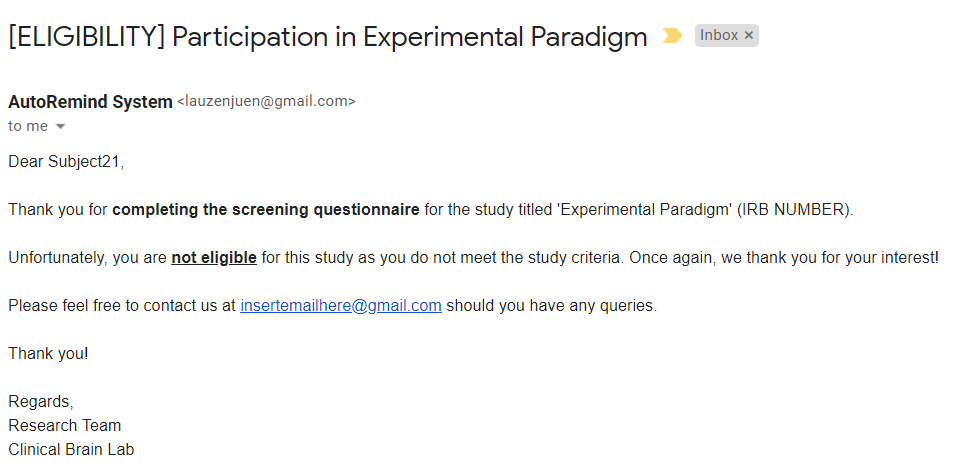 [ELIGIBILITY] Participation in Experimental Paradigm
Inbox ×
AutoRemind System <lauzenjuen@gmail.com>
to me
Dear Subject21,
Thank you for completing the screening questionnaire for the study titled 'Experimental Paradigm' (IRB NUMBER).
Unfortunately, you are not eligible for this study as you do not meet the study criteria. Once again, we thank you for your interest!
Please feel free to contact us at insertemailhere@gmail.com should you have any queries.
Thank you!
Regards,
Research Team
Clinical Brain Lab